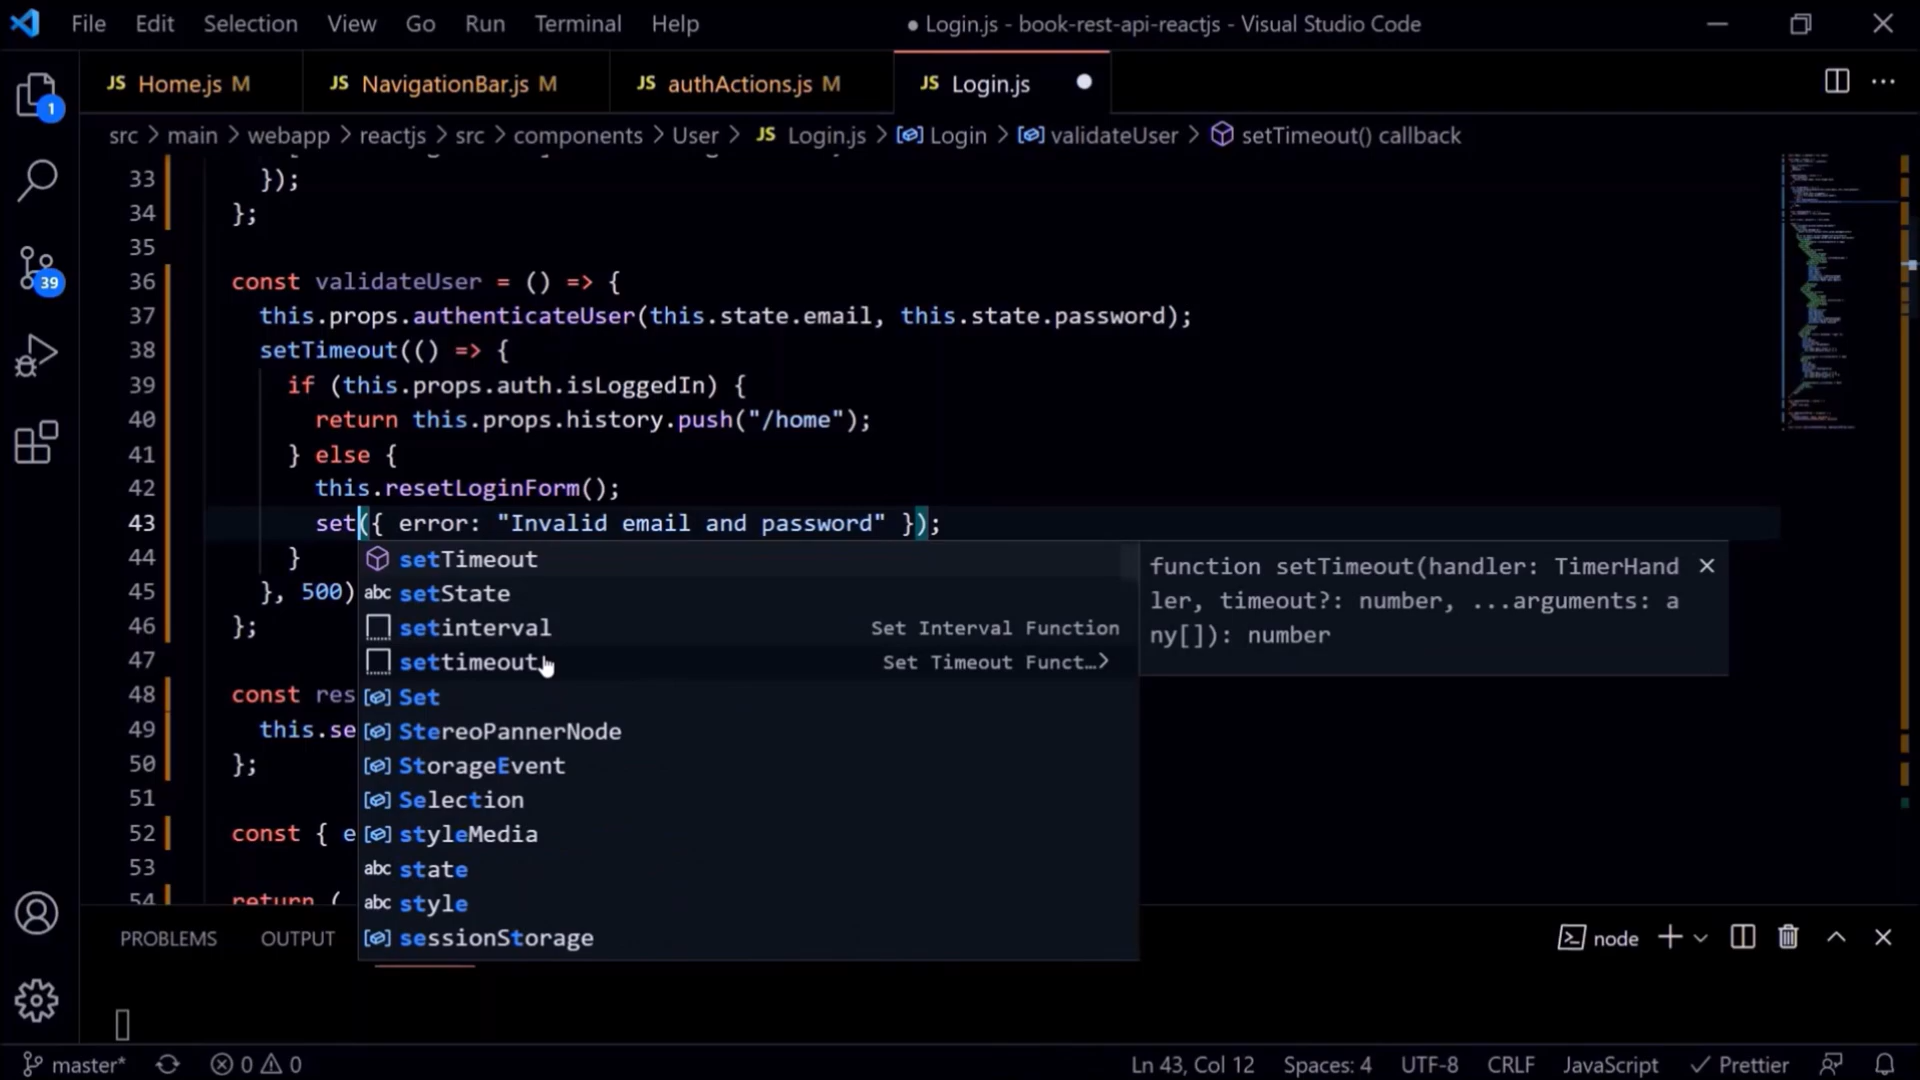 File Edit Selection View Go Run Terminal Help ● Login.js - book-rest-api-reactjs - Visual Studio Code
JS Home.js M JS NavigationBar.js M JS authActions.js M JS Login.js ●
src > main > webapp > reactjs > src > components > User > JS Login.js > Login > validateUser > setTimeout() callback
33 });
34 };
35
36 const validateUser = () => {
37 this.props.authenticateUser(this.state.email, this.state.password);
38 setTimeout(() => {
39 if (this.props.auth.isLoggedIn) {
40 return this.props.history.push("/home");
41 } else {
42 this.resetLoginForm();
43 set({ error: "Invalid email and password" });
44 }
45 }, 500)
46 };
47
48 const res
49 this.se
50 };
51
52 const { e
53
54 return (
setTimeout
setState
setinterval Set Interval Function
settimeout Set Timeout Funct…>
Set
StereoPannerNode
StorageEvent
Selection
styleMedia
state
style
sessionStorage
function setTimeout(handler: TimerHand
ler, timeout?: number, ...arguments: a
ny[]): number
1
39
PROBLEMS OUTPUT node
master* 0 0 Ln 43, Col 12 Spaces: 4 UTF-8 CRLF JavaScript Prettier